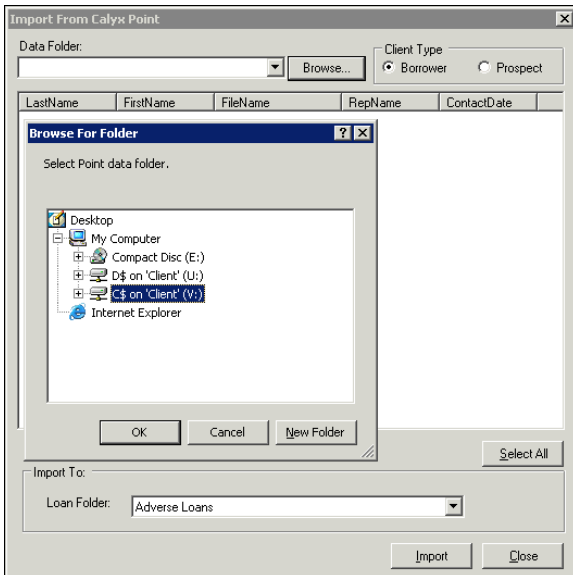 Import From Calyx Point
Data Folder:
Browse...
Client Type
Borrower
Prospect
LastName FirstName FileName RepName ContactDate
Browse For Folder
Select Point data folder.
Desktop
My Computer
Compact Disc (E:)
D$ on 'Client' (U:)
C$ on 'Client' (V:)
Internet Explorer
OK Cancel New Folder
Select All
Import To:
Loan Folder: Adverse Loans
Import Close